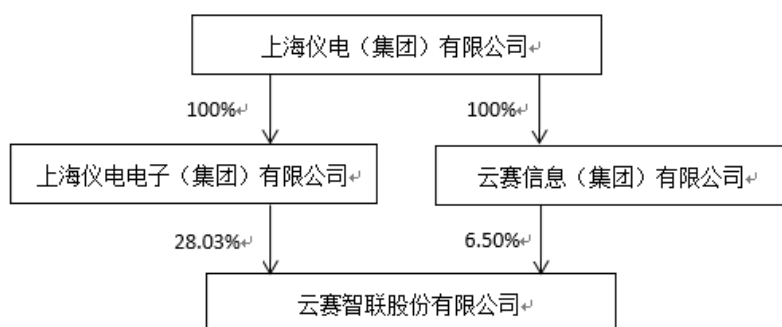 上海仪电（集团）有限公司
100%
100%
上海仪电电子（集团）有限公司
云赛信息（集团）有限公司
28.03%
6.50%
云赛智联股份有限公司